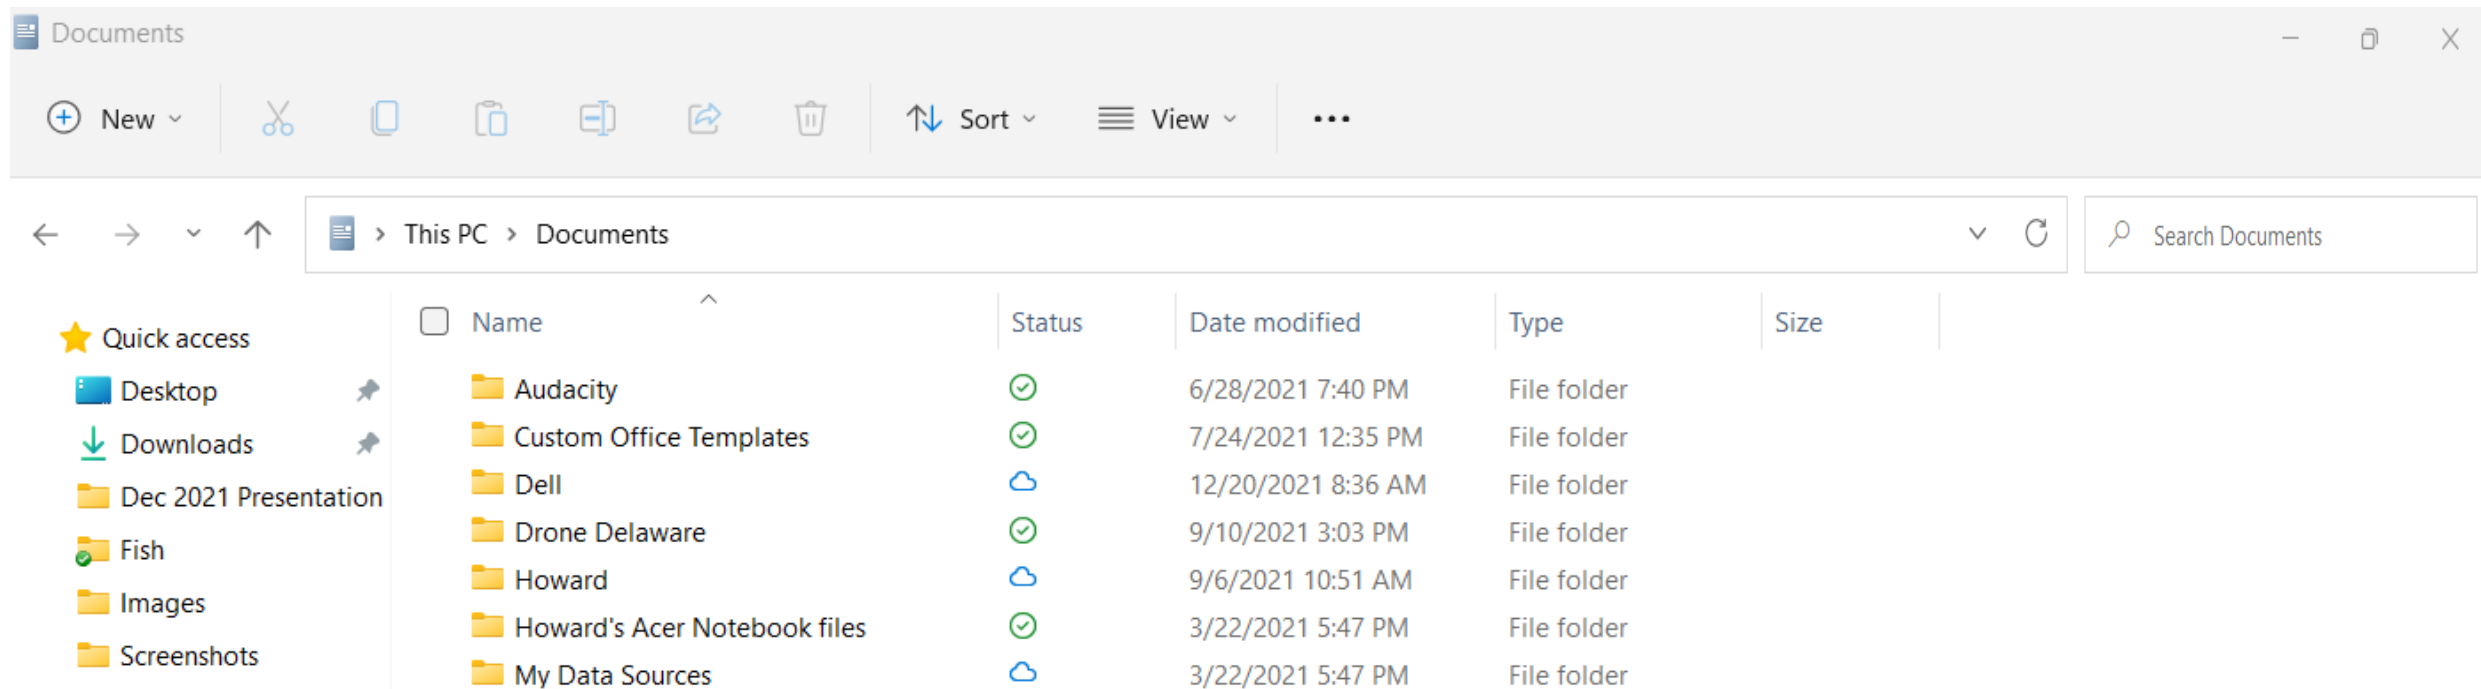 Documents
New Sort View
This PC > Documents Search Documents
Quick access
Desktop
Downloads
Dec 2021 Presentation
Fish
Images
Screenshots
Name Status Date modified Type Size
Audacity 6/28/2021 7:40 PM File folder
Custom Office Templates 7/24/2021 12:35 PM File folder
Dell 12/20/2021 8:36 AM File folder
Drone Delaware 9/10/2021 3:03 PM File folder
Howard 9/6/2021 10:51 AM File folder
Howard's Acer Notebook files 3/22/2021 5:47 PM File folder
My Data Sources 3/22/2021 5:47 PM File folder